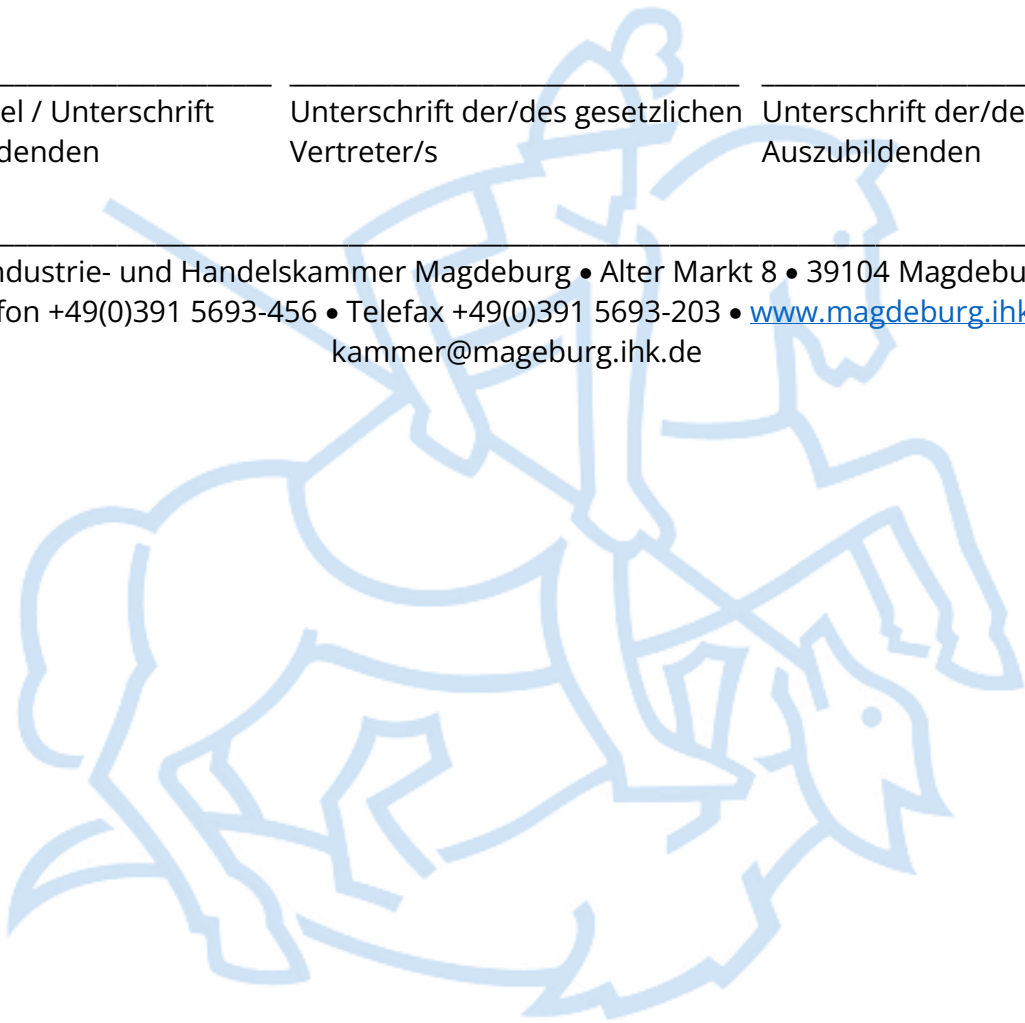 el / Unterschrift Unterschrift der/des gesetzlichen Unterschrift der/de
denden Vertreter/s Auszubildenden
ndustrie- und Handelskammer Magdeburg • Alter Markt 8 • 39104 Magdebu
fon +49(0)391 5693-456 • Telefax +49(0)391 5693-203 • www.magdeburg.ihk
kammer@mageburg.ihk.de